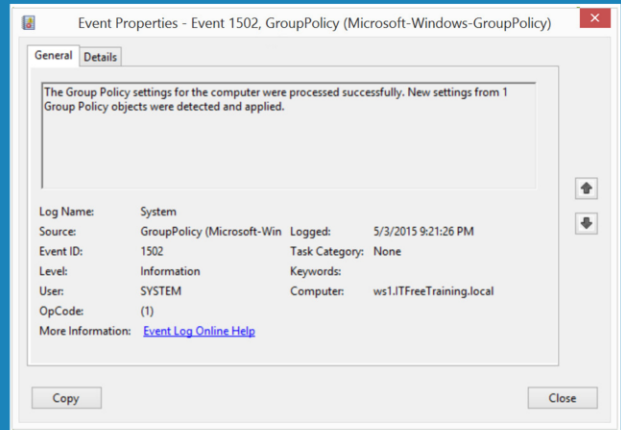 Event Properties - Event 1502, GroupPolicy (Microsoft-Windows-GroupPolicy)
General Details
The Group Policy settings for the computer were processed successfully. New settings from 1
Group Policy objects were detected and applied.
Log Name: System
Source: GroupPolicy (Microsoft-Win Logged: 5/3/2015 9:21:26 PM
Event ID: 1502 Task Category: None
Level: Information Keywords:
User: SYSTEM Computer: ws1.ITFreeTraining.local
OpCode: (1)
More Information: Event Log Online Help
Copy Close